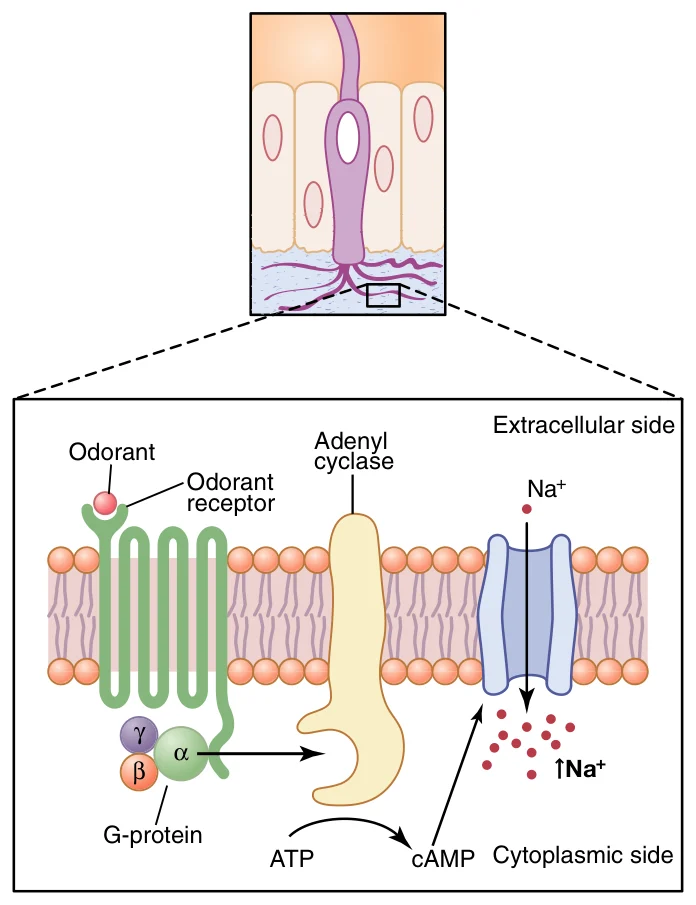 Extracellular side
Odorant
Adenyl
cyclase
Odorant
receptor
Na⁺
γ
α
β
↑Na⁺
G-protein
ATP
cAMP
Cytoplasmic side